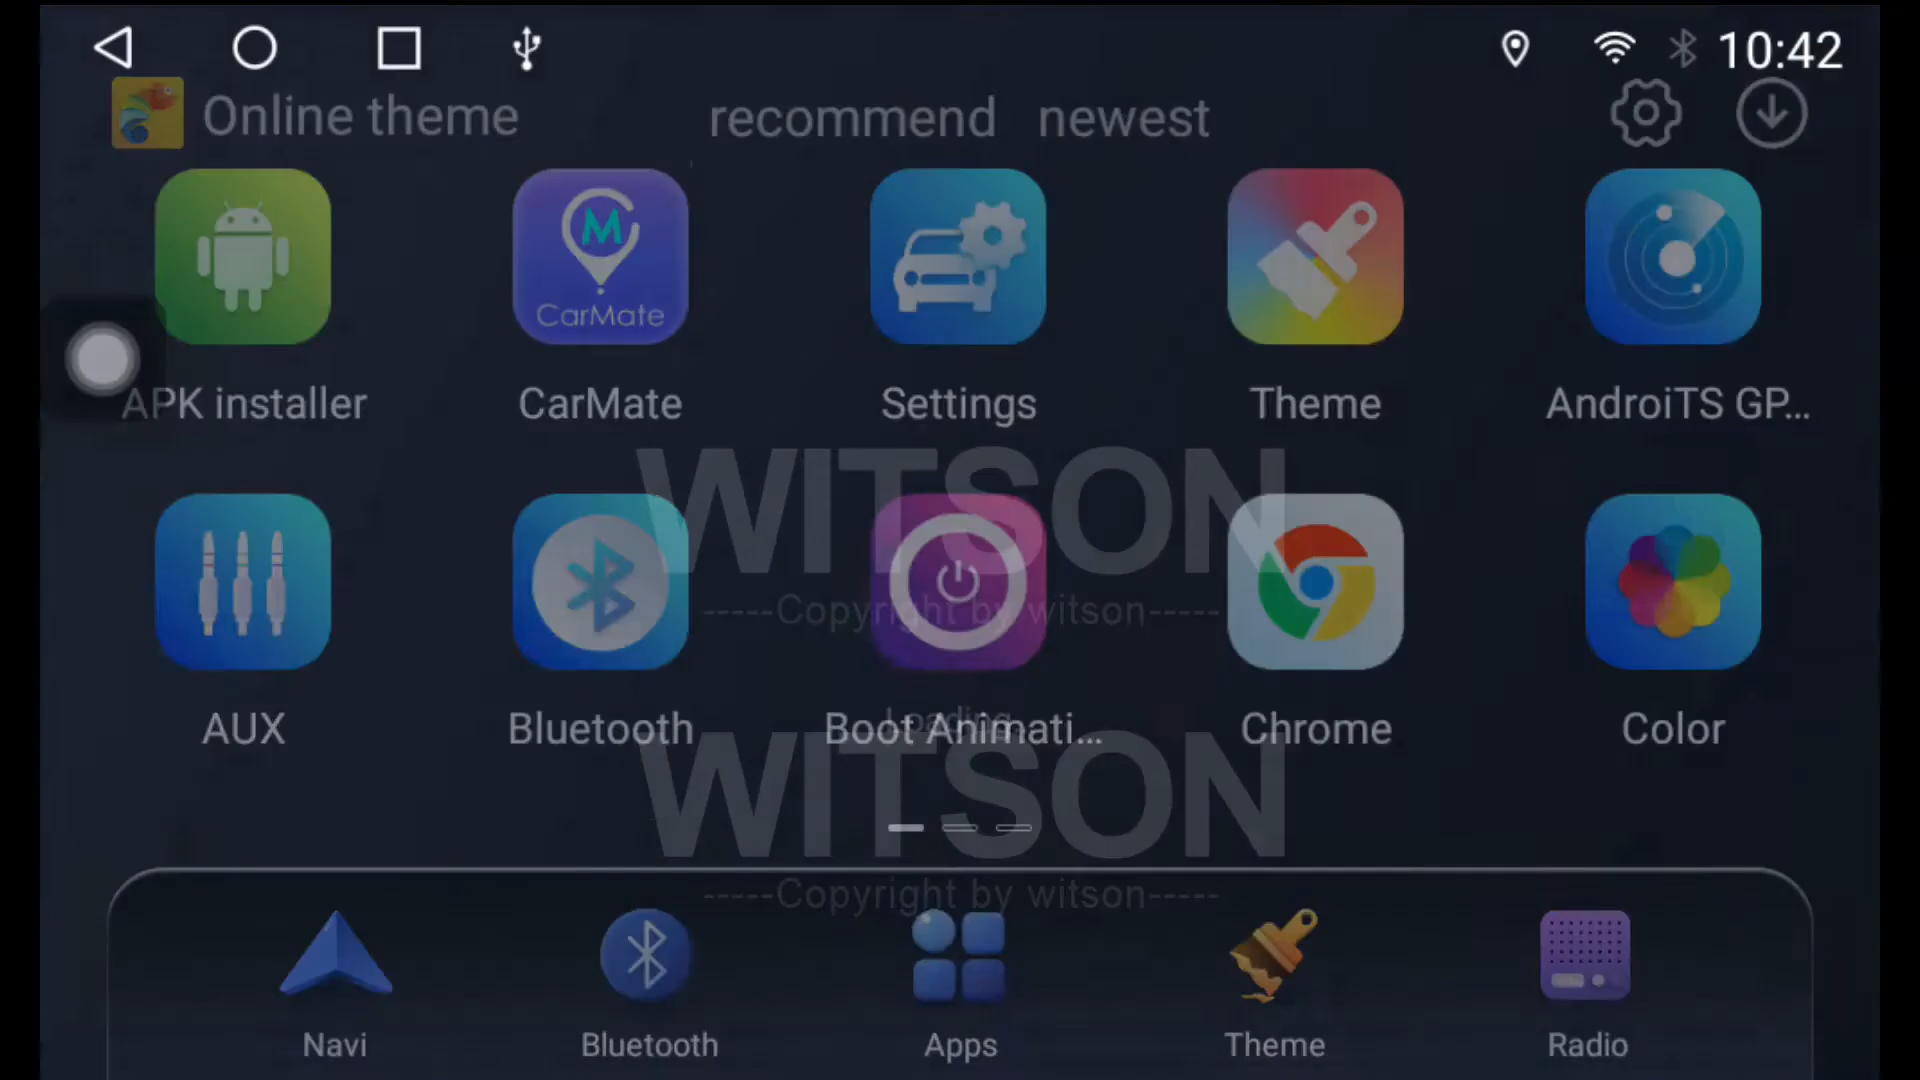 10:42
Online theme recommend newest
M
CarMate
APK installer CarMate Settings Theme AndroiTS GP...
WITSON
-----Copyright by witson-----
AUX Bluetooth Boot Animati... Chrome Color
Loading...
WITSON
-----Copyright by witson-----
Navi Bluetooth Apps Theme Radio